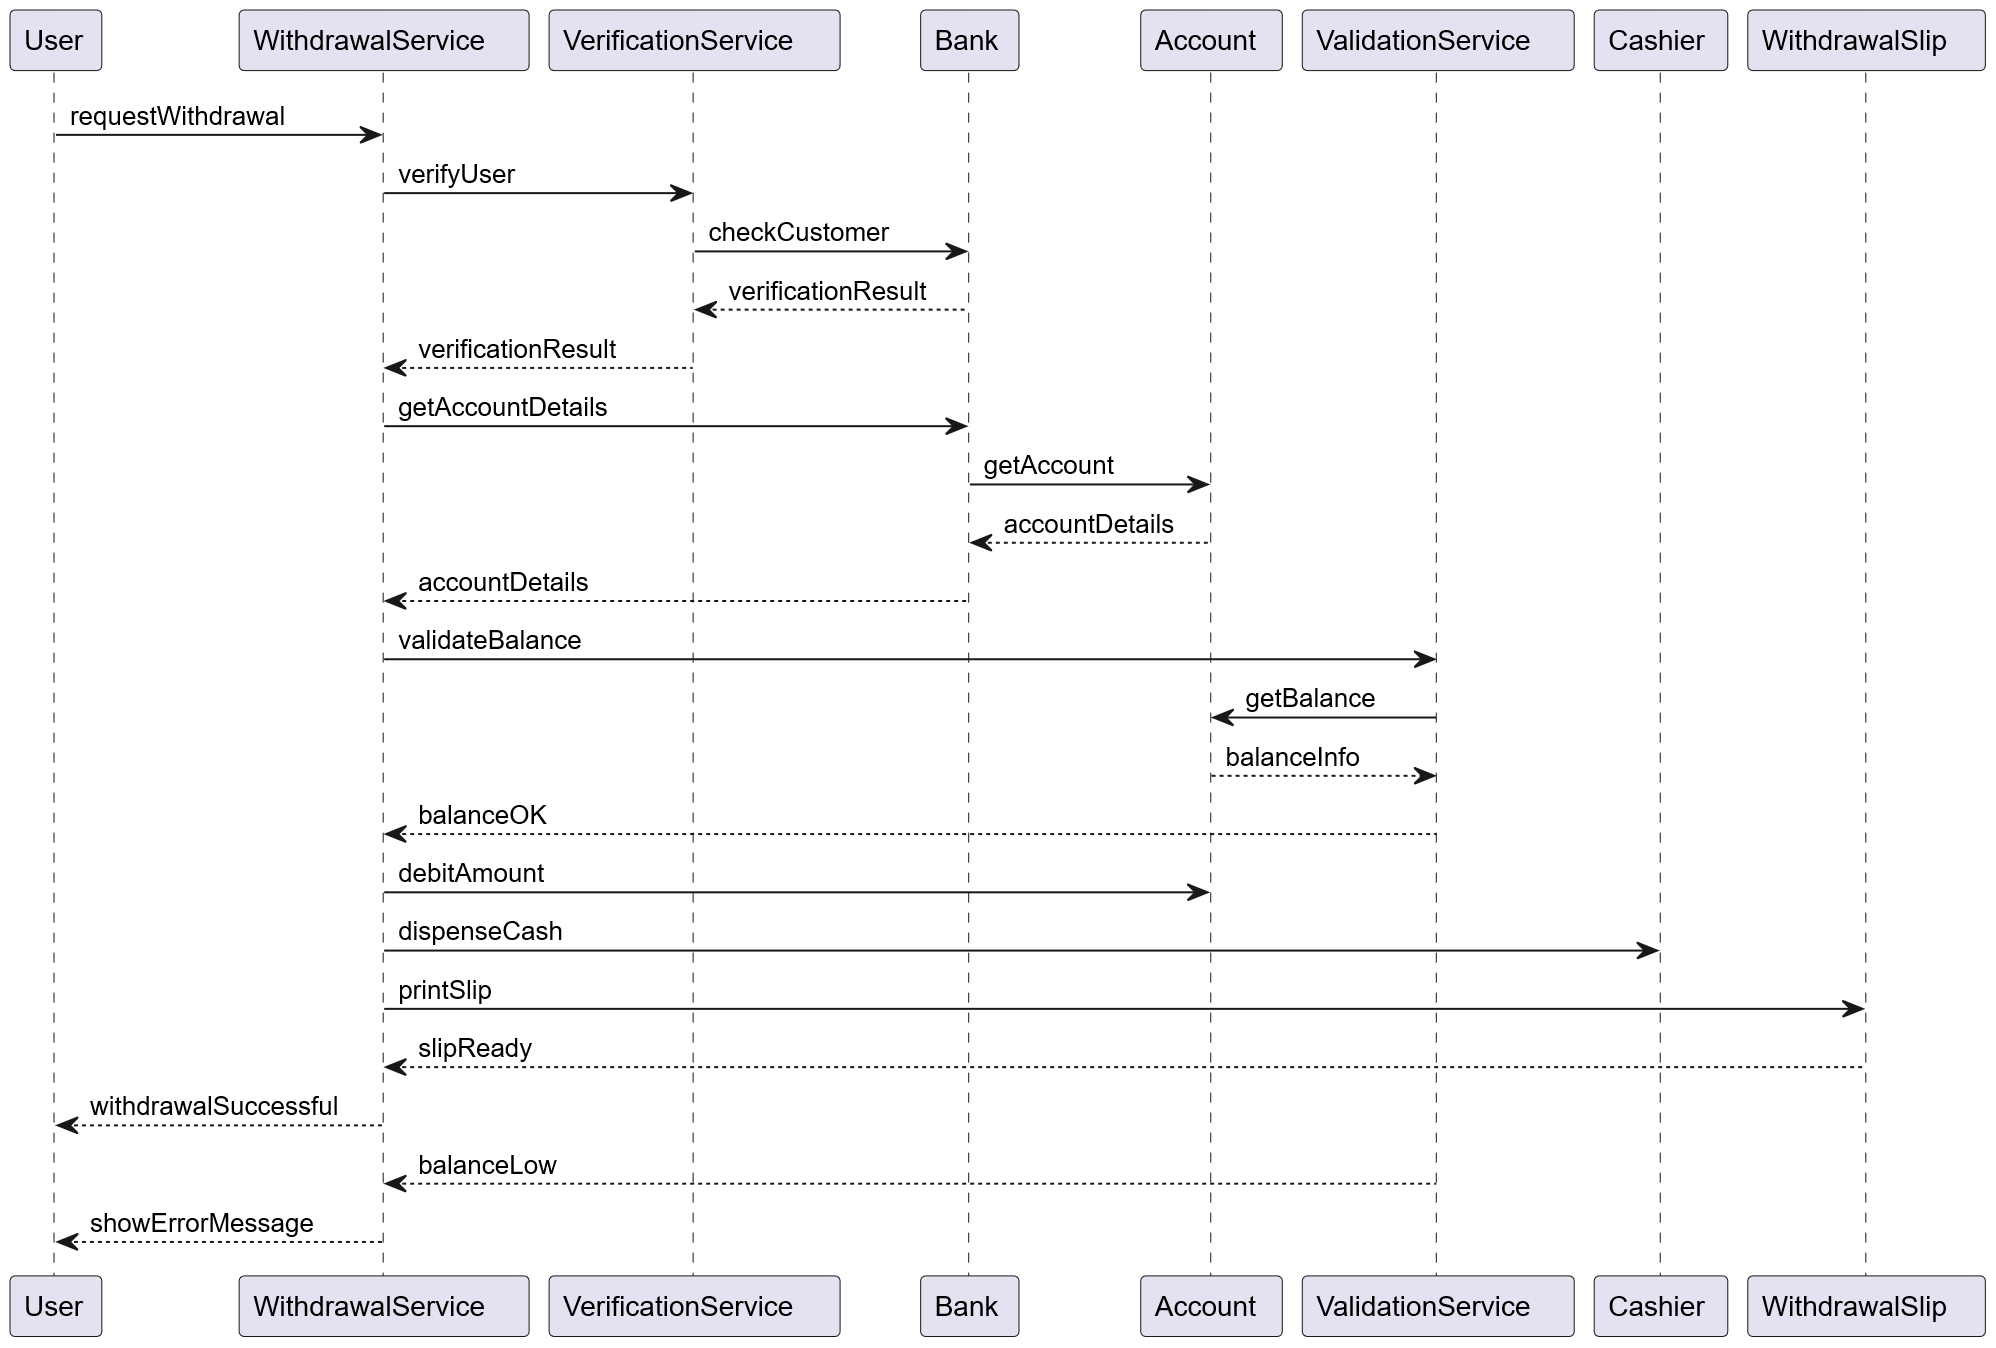 User WithdrawalService VerificationService Bank Account ValidationService Cashier WithdrawalSlip
requestWithdrawal
verifyUser
checkCustomer
verificationResult
verificationResult
getAccountDetails
getAccount
accountDetails
accountDetails
validateBalance
getBalance
balanceInfo
balanceOK
debitAmount
dispenseCash
printSlip
slipReady
withdrawalSuccessful
balanceLow
showErrorMessage
User WithdrawalService VerificationService Bank Account ValidationService Cashier WithdrawalSlip